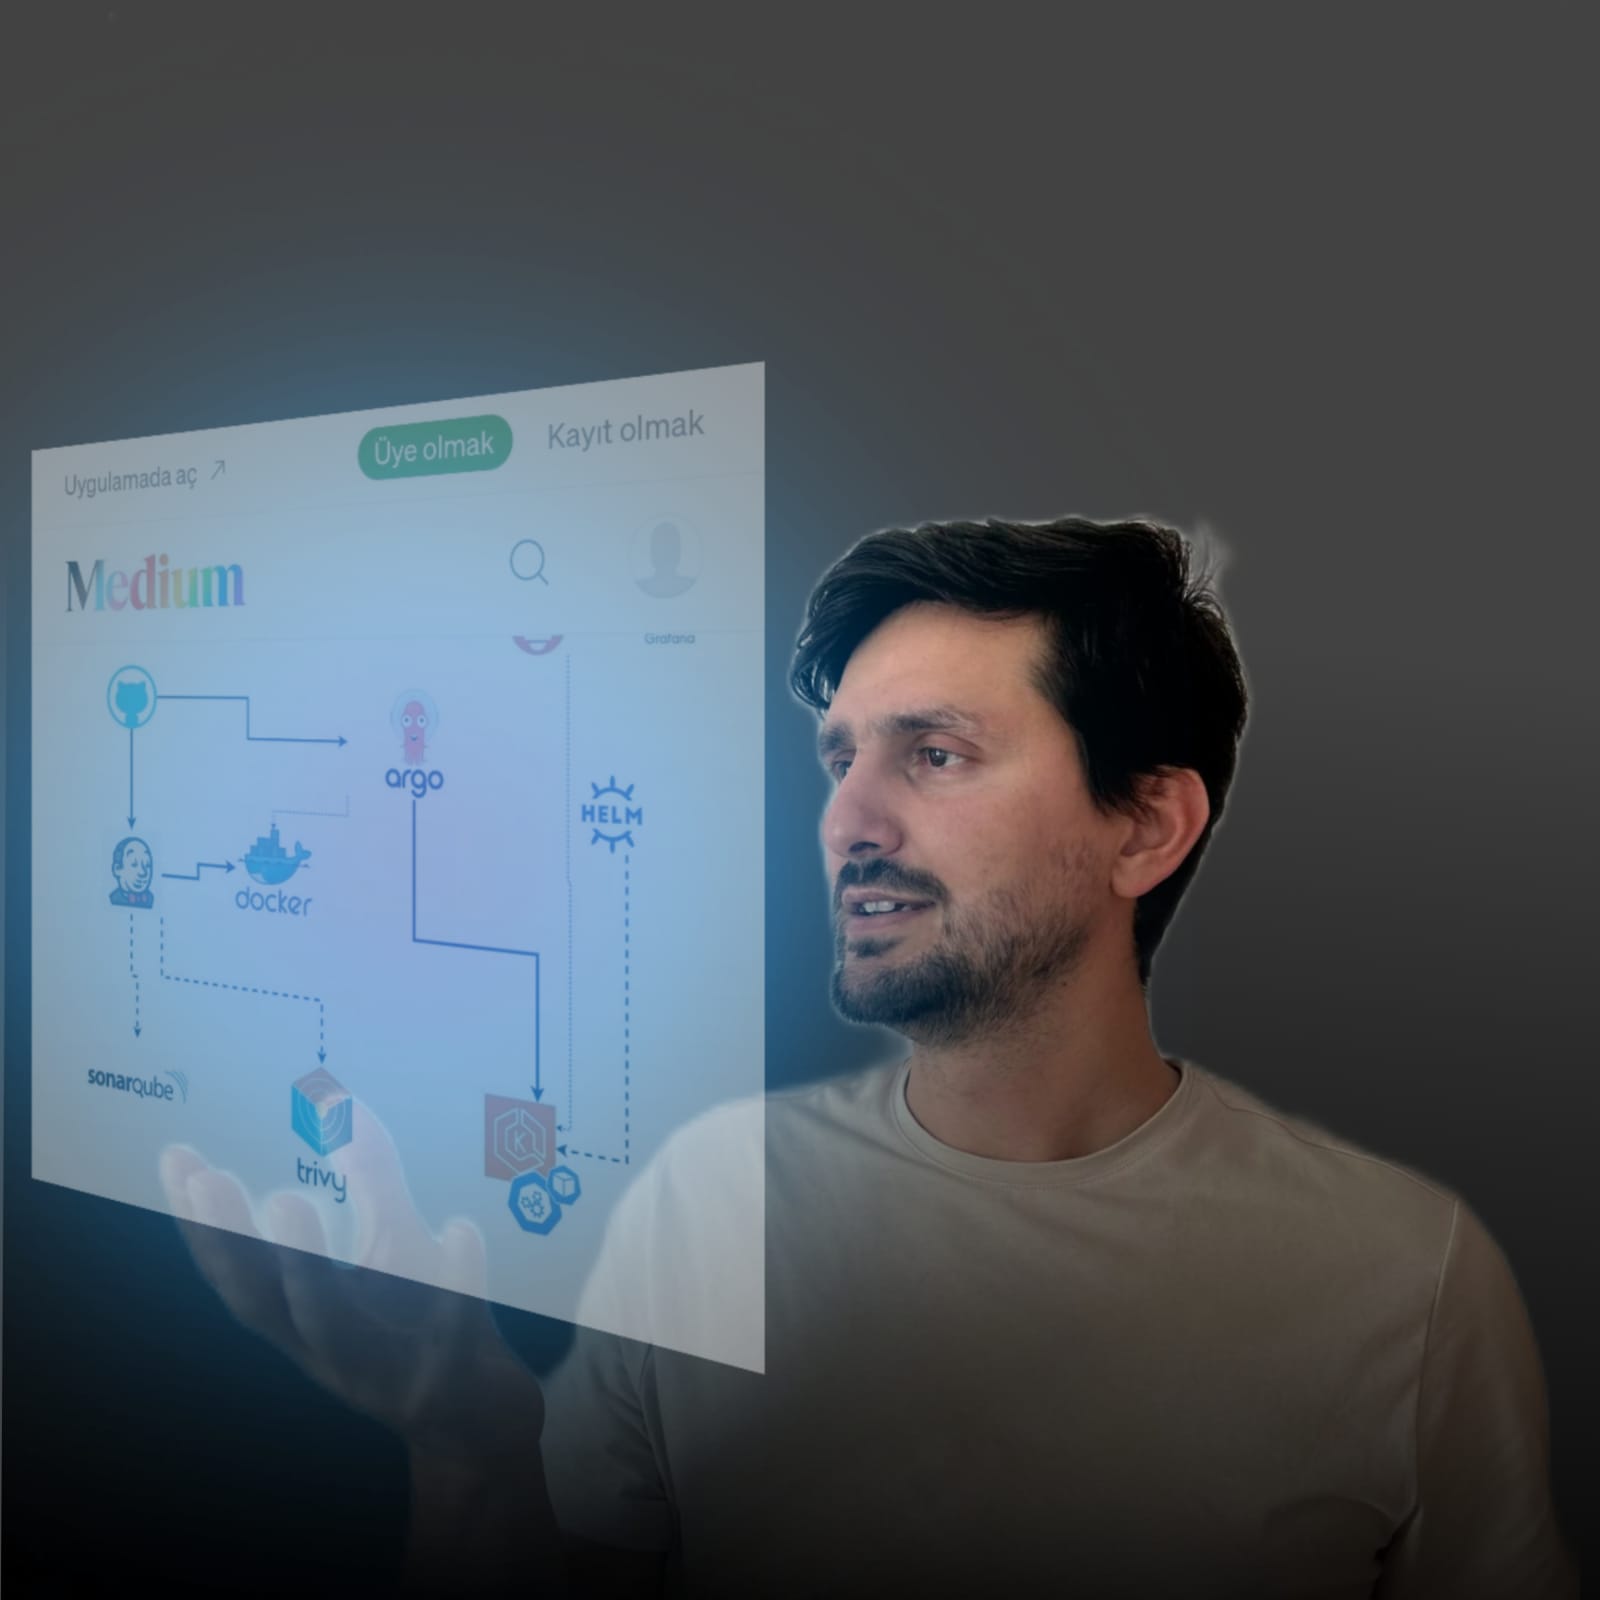 Uygulamada aç
Üye olmak
Kayıt olmak
Medium
Grafana
argo
HELM
docker
sonarqube
trivy
K